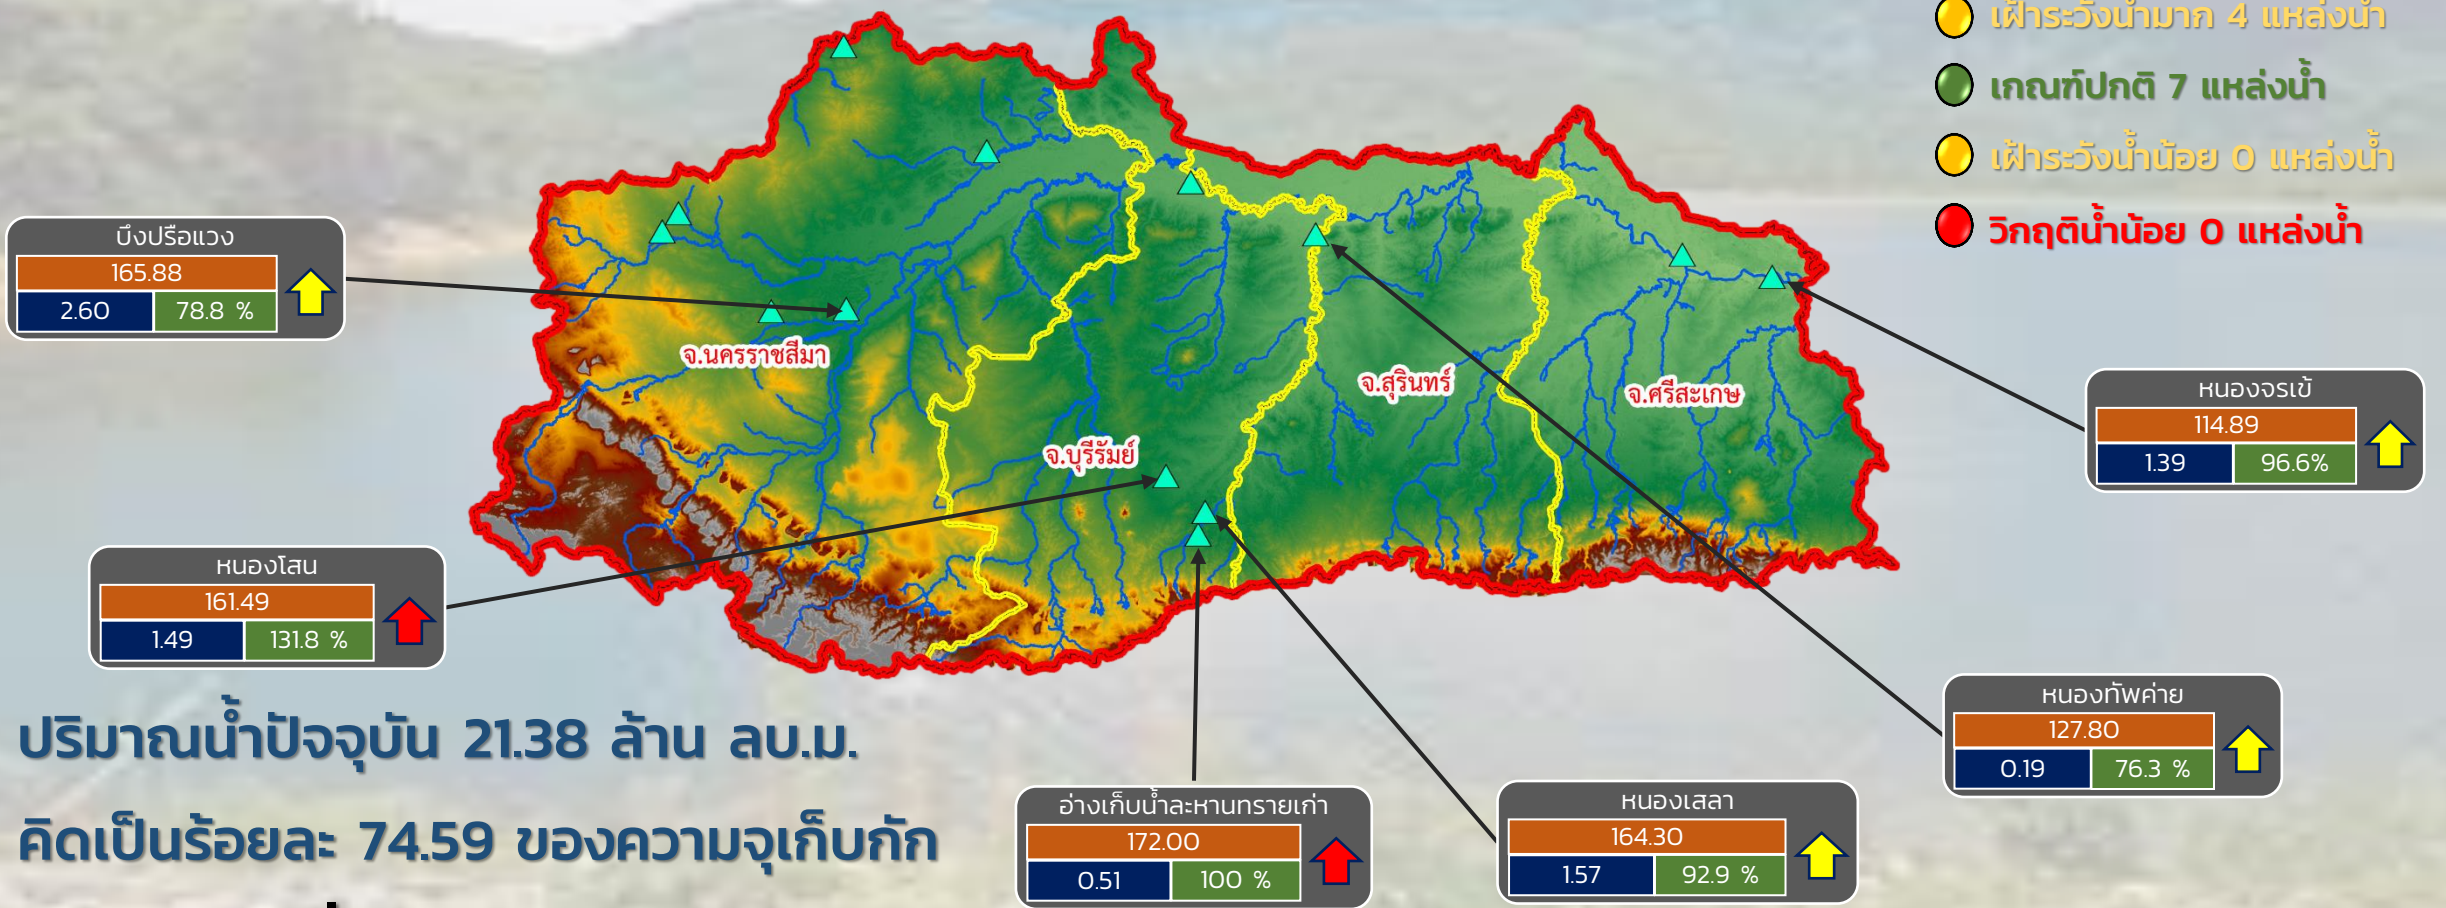 เฝ้าระวังน้ำมาก 4 แหล่งน้ำ
เกณฑ์ปกติ 7 แหล่งน้ำ
เฝ้าระวังน้ำน้อย 0 แหล่งน้ำ
วิกฤติน้ำน้อย 0 แหล่งน้ำ
บึงปรือแวง
165.88
2.60 78.8 %
จ.นครราชสีมา
จ.บุรีรัมย์
จ.สุรินทร์
จ.ศรีสะเกษ
หนองจรเข้
114.89
1.39 96.6%
หนองโสน
161.49
1.49 131.8 %
หนองทัพค่าย
127.80
0.19 76.3 %
อ่างเก็บน้ำละหานทรายเก่า
172.00
0.51 100 %
หนองเสลา
164.30
1.57 92.9 %
ปริมาณน้ำปัจจุบัน 21.38 ล้าน ลบ.ม.
คิดเป็นร้อยละ 74.59 ของความจุเก็บกัก